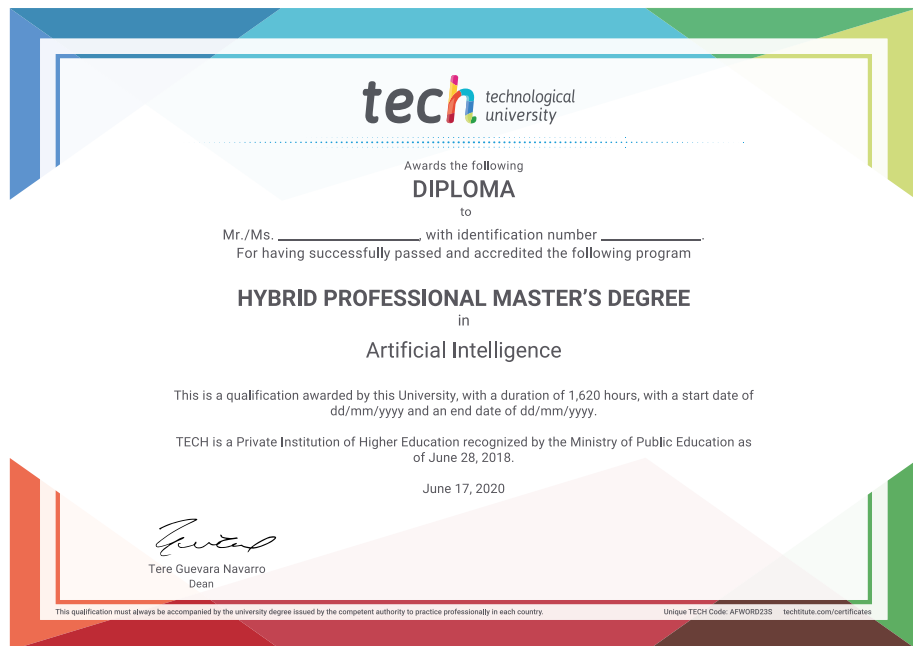 tech technological
university
Awards the following
DIPLOMA
to
Mr./Ms. ____________________, with identification number ______________.
For having successfully passed and accredited the following program
HYBRID PROFESSIONAL MASTER’S DEGREE
in
Artificial Intelligence
This is a qualification awarded by this University, with a duration of 1,620 hours, with a start date of
dd/mm/yyyy and an end date of dd/mm/yyyy.
TECH is a Private Institution of Higher Education recognized by the Ministry of Public Education as
of June 28, 2018.
June 17, 2020
Tere Guevara Navarro
Dean
This qualification must always be accompanied by the university degree issued by the competent authority to practice professionally in each country.
Unique TECH Code: AFWORD23S techtitute.com/certificates